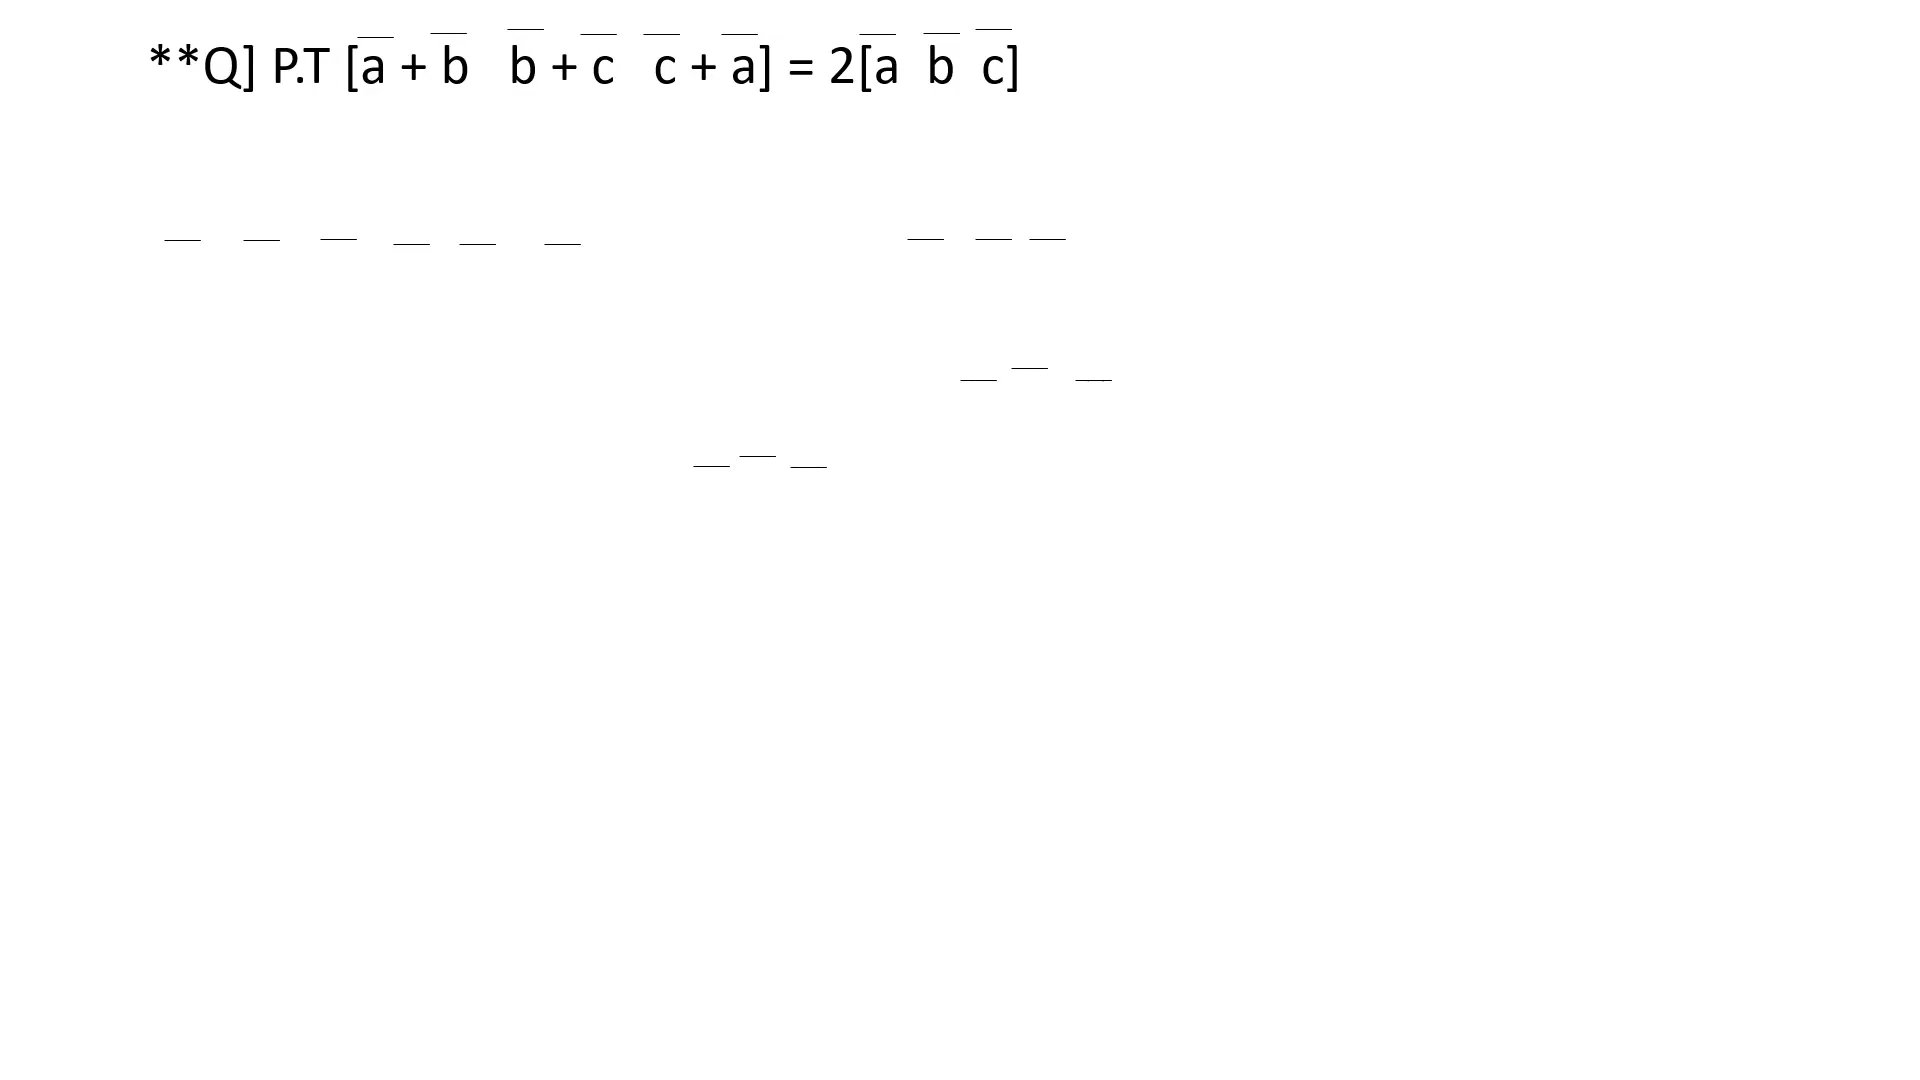 **Q] P.T [a̅ + b̅ b̅ + c̅ c̅ + a̅] = 2[a̅ b̅ c̅]